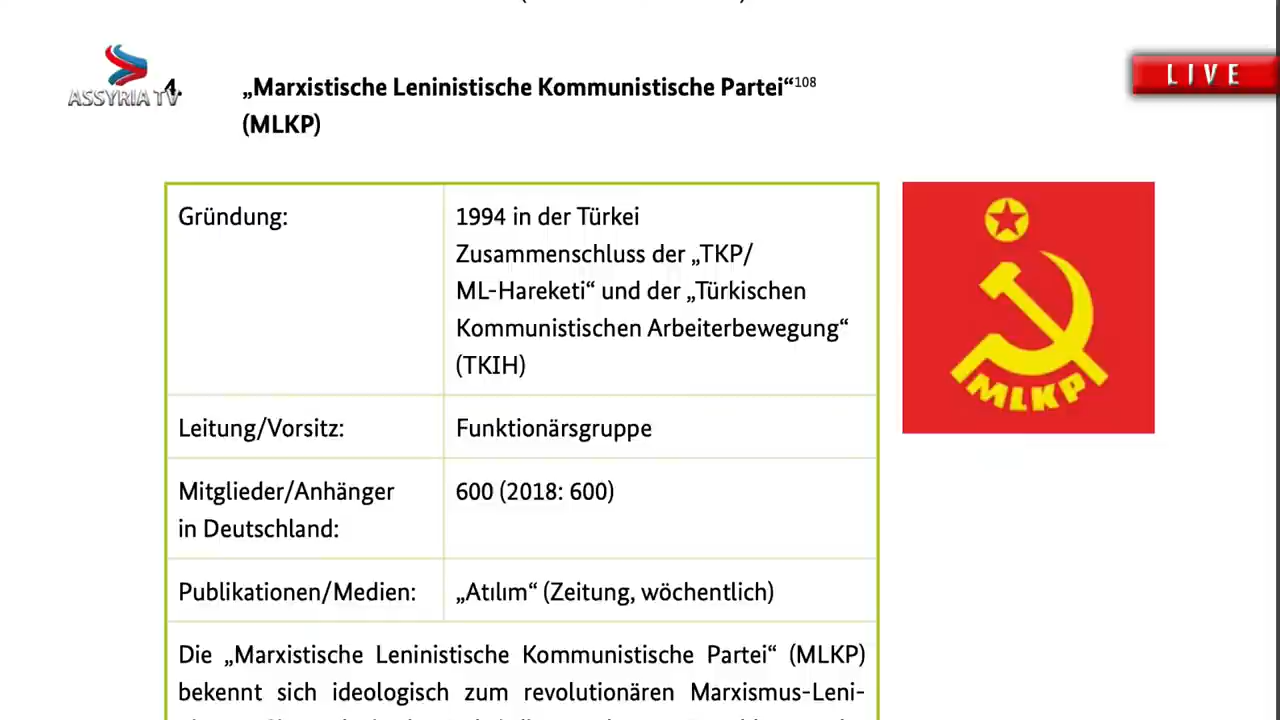 ASSYRIA TV
LIVE
4. „Marxistische Leninistische Kommunistische Partei“108
(MLKP)
Gründung: 1994 in der Türkei
Zusammenschluss der „TKP/
ML-Hareketi“ und der „Türkischen
Kommunistischen Arbeiterbewegung“
(TKIH)
MLKP
Leitung/Vorsitz: Funktionärsgruppe
Mitglieder/Anhänger 600 (2018: 600)
in Deutschland:
Publikationen/Medien: „Atılım“ (Zeitung, wöchentlich)
Die „Marxistische Leninistische Kommunistische Partei“ (MLKP)
bekennt sich ideologisch zum revolutionären Marxismus-Leni-